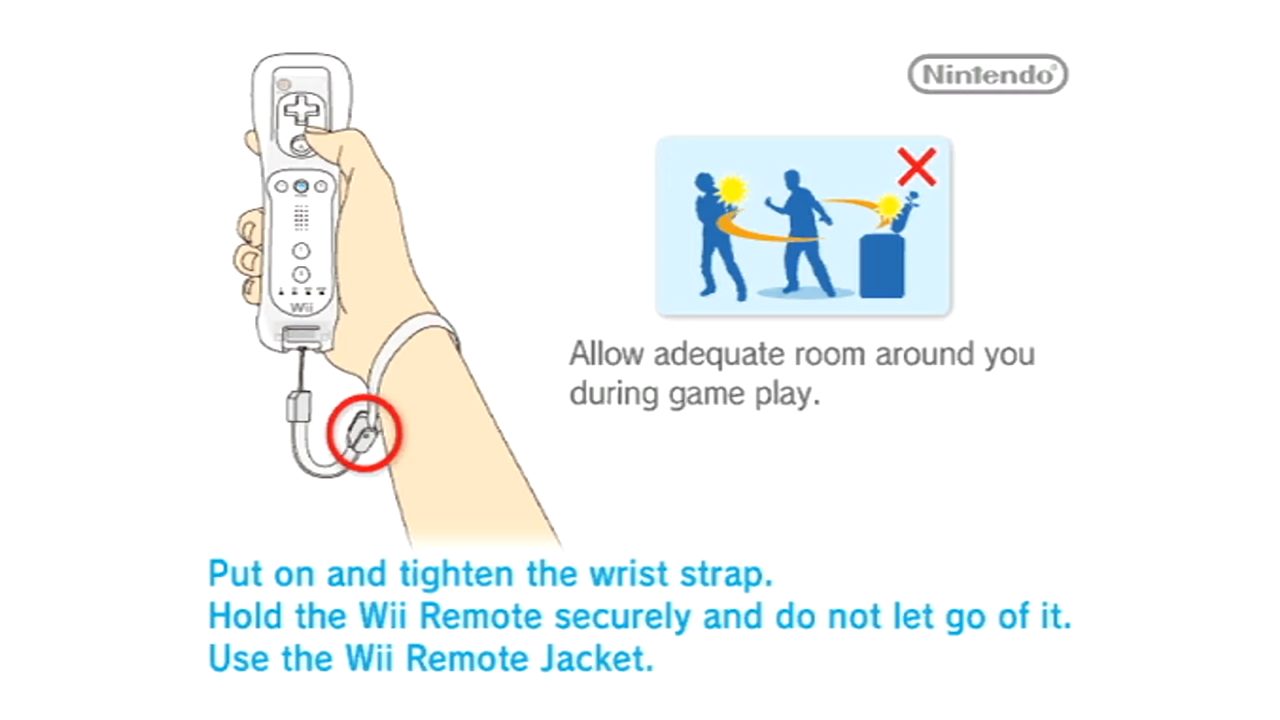 Nintendo®
Wii
Allow adequate room around you
during game play.
Put on and tighten the wrist strap.
Hold the Wii Remote securely and do not let go of it.
Use the Wii Remote Jacket.